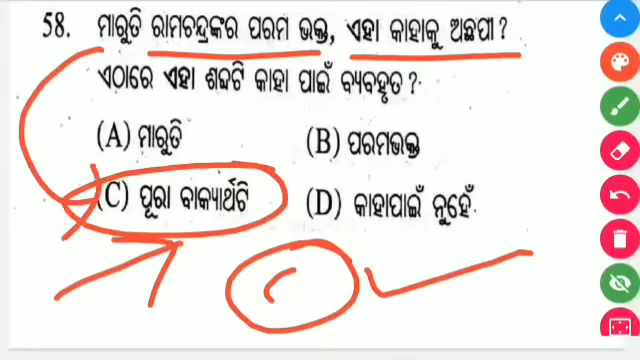 58. ମାରୁତି ରାମଚନ୍ଦ୍ରଙ୍କର ପରମ ଭକ୍ତ, ଏହା କାହାକୁ ଅଛପା ?
ଏଠାରେ ଏହା ଶବ୍ଦଟି କାହା ପାଇଁ ବ୍ୟବହୃତ ?
(A) ମାରୁତି (B) ପରମଭକ୍ତ
(C) ପୂରା ବାକ୍ୟାର୍ଥଟି (D) କାହାପାଇଁ ନୁହେଁ
C